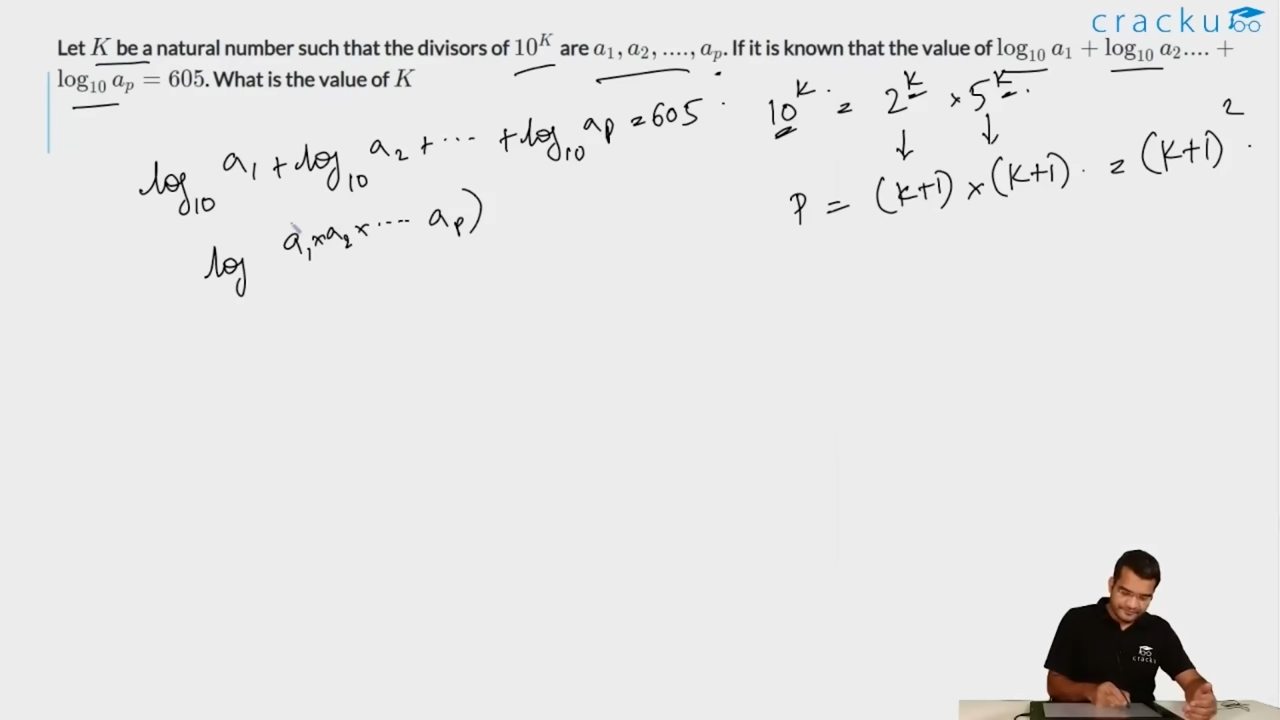 cracku
Let K be a natural number such that the divisors of 10^K are a_1, a_2, ...., a_p. If it is known that the value of log_10 a_1 + log_10 a_2.... +
log_10 a_p = 605. What is the value of K
log_10 a_1 + log_10 a_2 + ... + log_10 a_p = 605
10^K = 2^K × 5^K
P = (K+1) × (K+1) = (K+1)^2
log a_1 × a_2 × .... a_p)
cracku